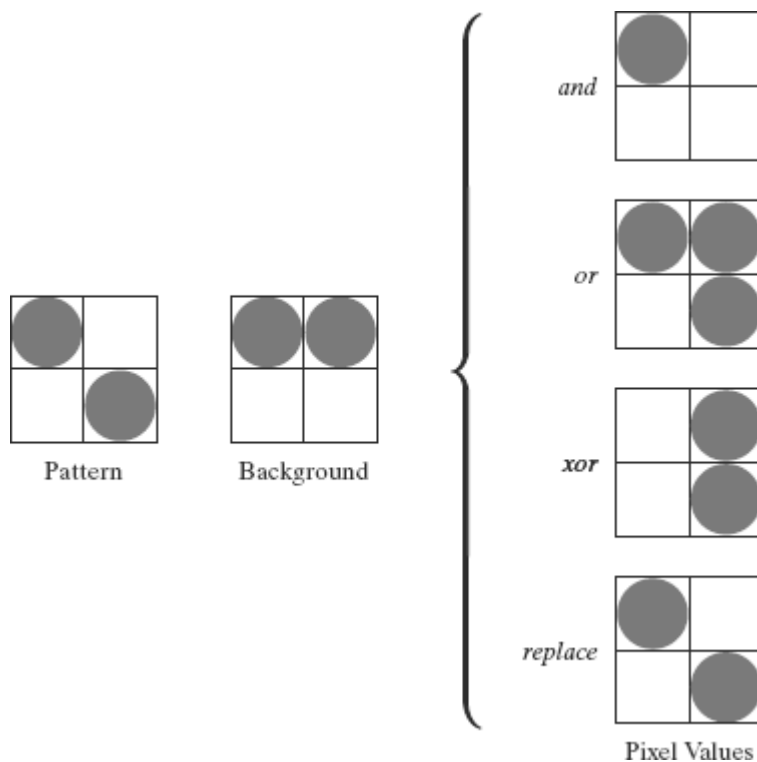 and
or
Pattern
Background
xor
replace
Pixel Values